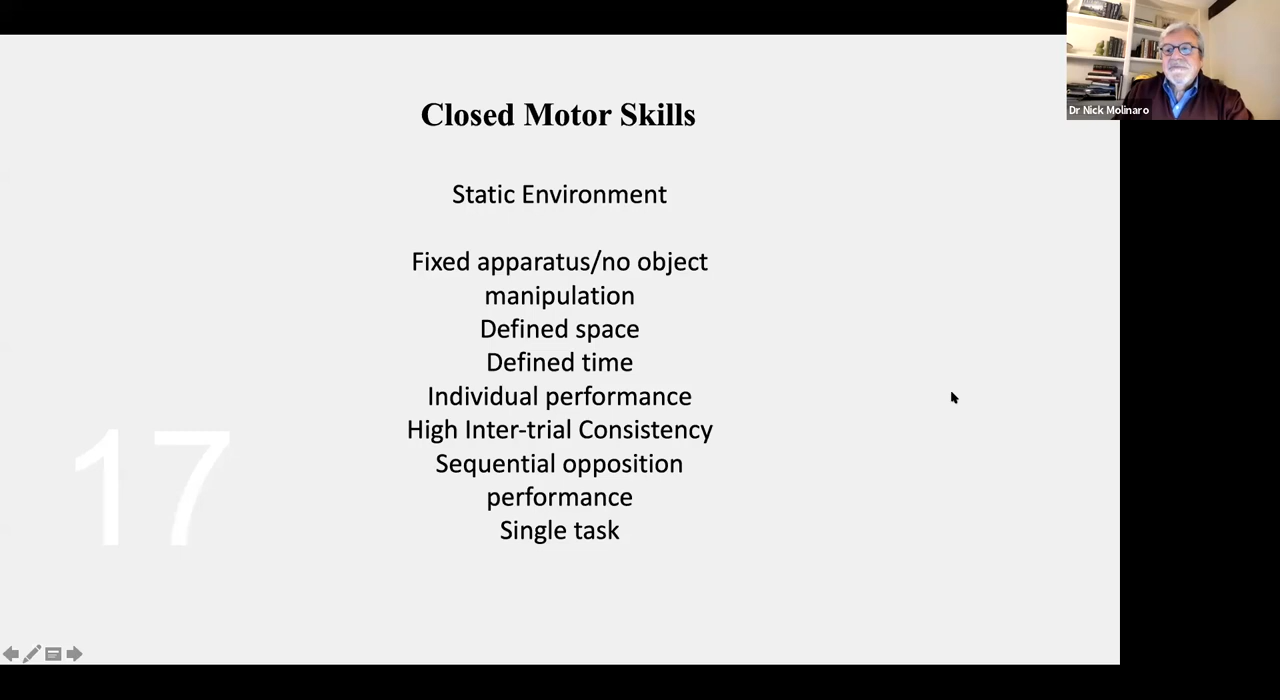 Dr Nick Molinaro
Closed Motor Skills
Static Environment
Fixed apparatus/no object
manipulation
Defined space
Defined time
Individual performance
High Inter-trial Consistency
Sequential opposition
performance
Single task
17